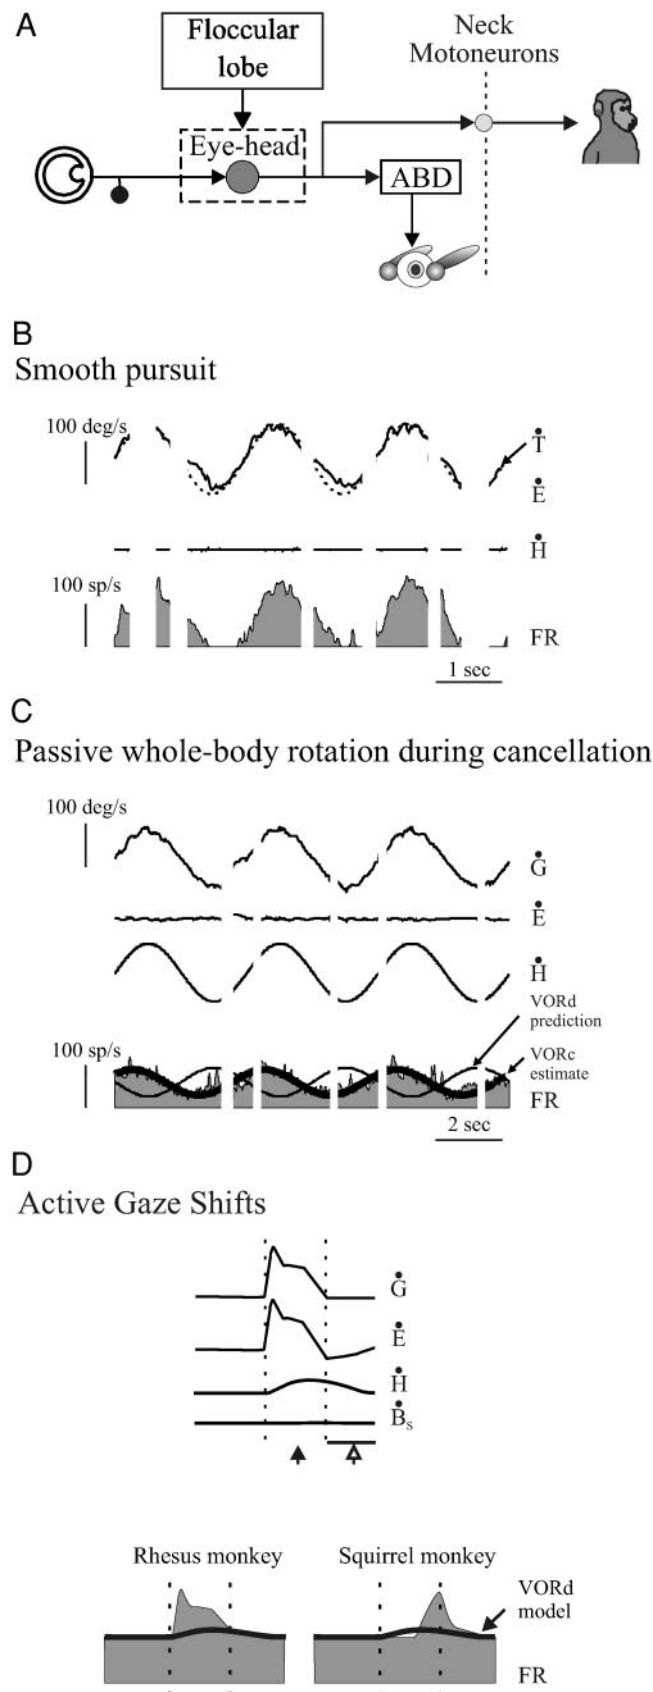 A
Floccular
lobe
Neck
Motoneurons
Eye-head
ABD
B
Smooth pursuit
100 deg/s
Ṫ
Ė
Ḣ
100 sp/s
FR
1 sec
C
Passive whole-body rotation during cancellation
100 deg/s
Ġ
Ė
Ḣ
VORd
prediction
100 sp/s
VORc
estimate
FR
2 sec
D
Active Gaze Shifts
Ġ
Ė
Ḣ
Ḃs
Rhesus monkey
Squirrel monkey
VORd
model
FR